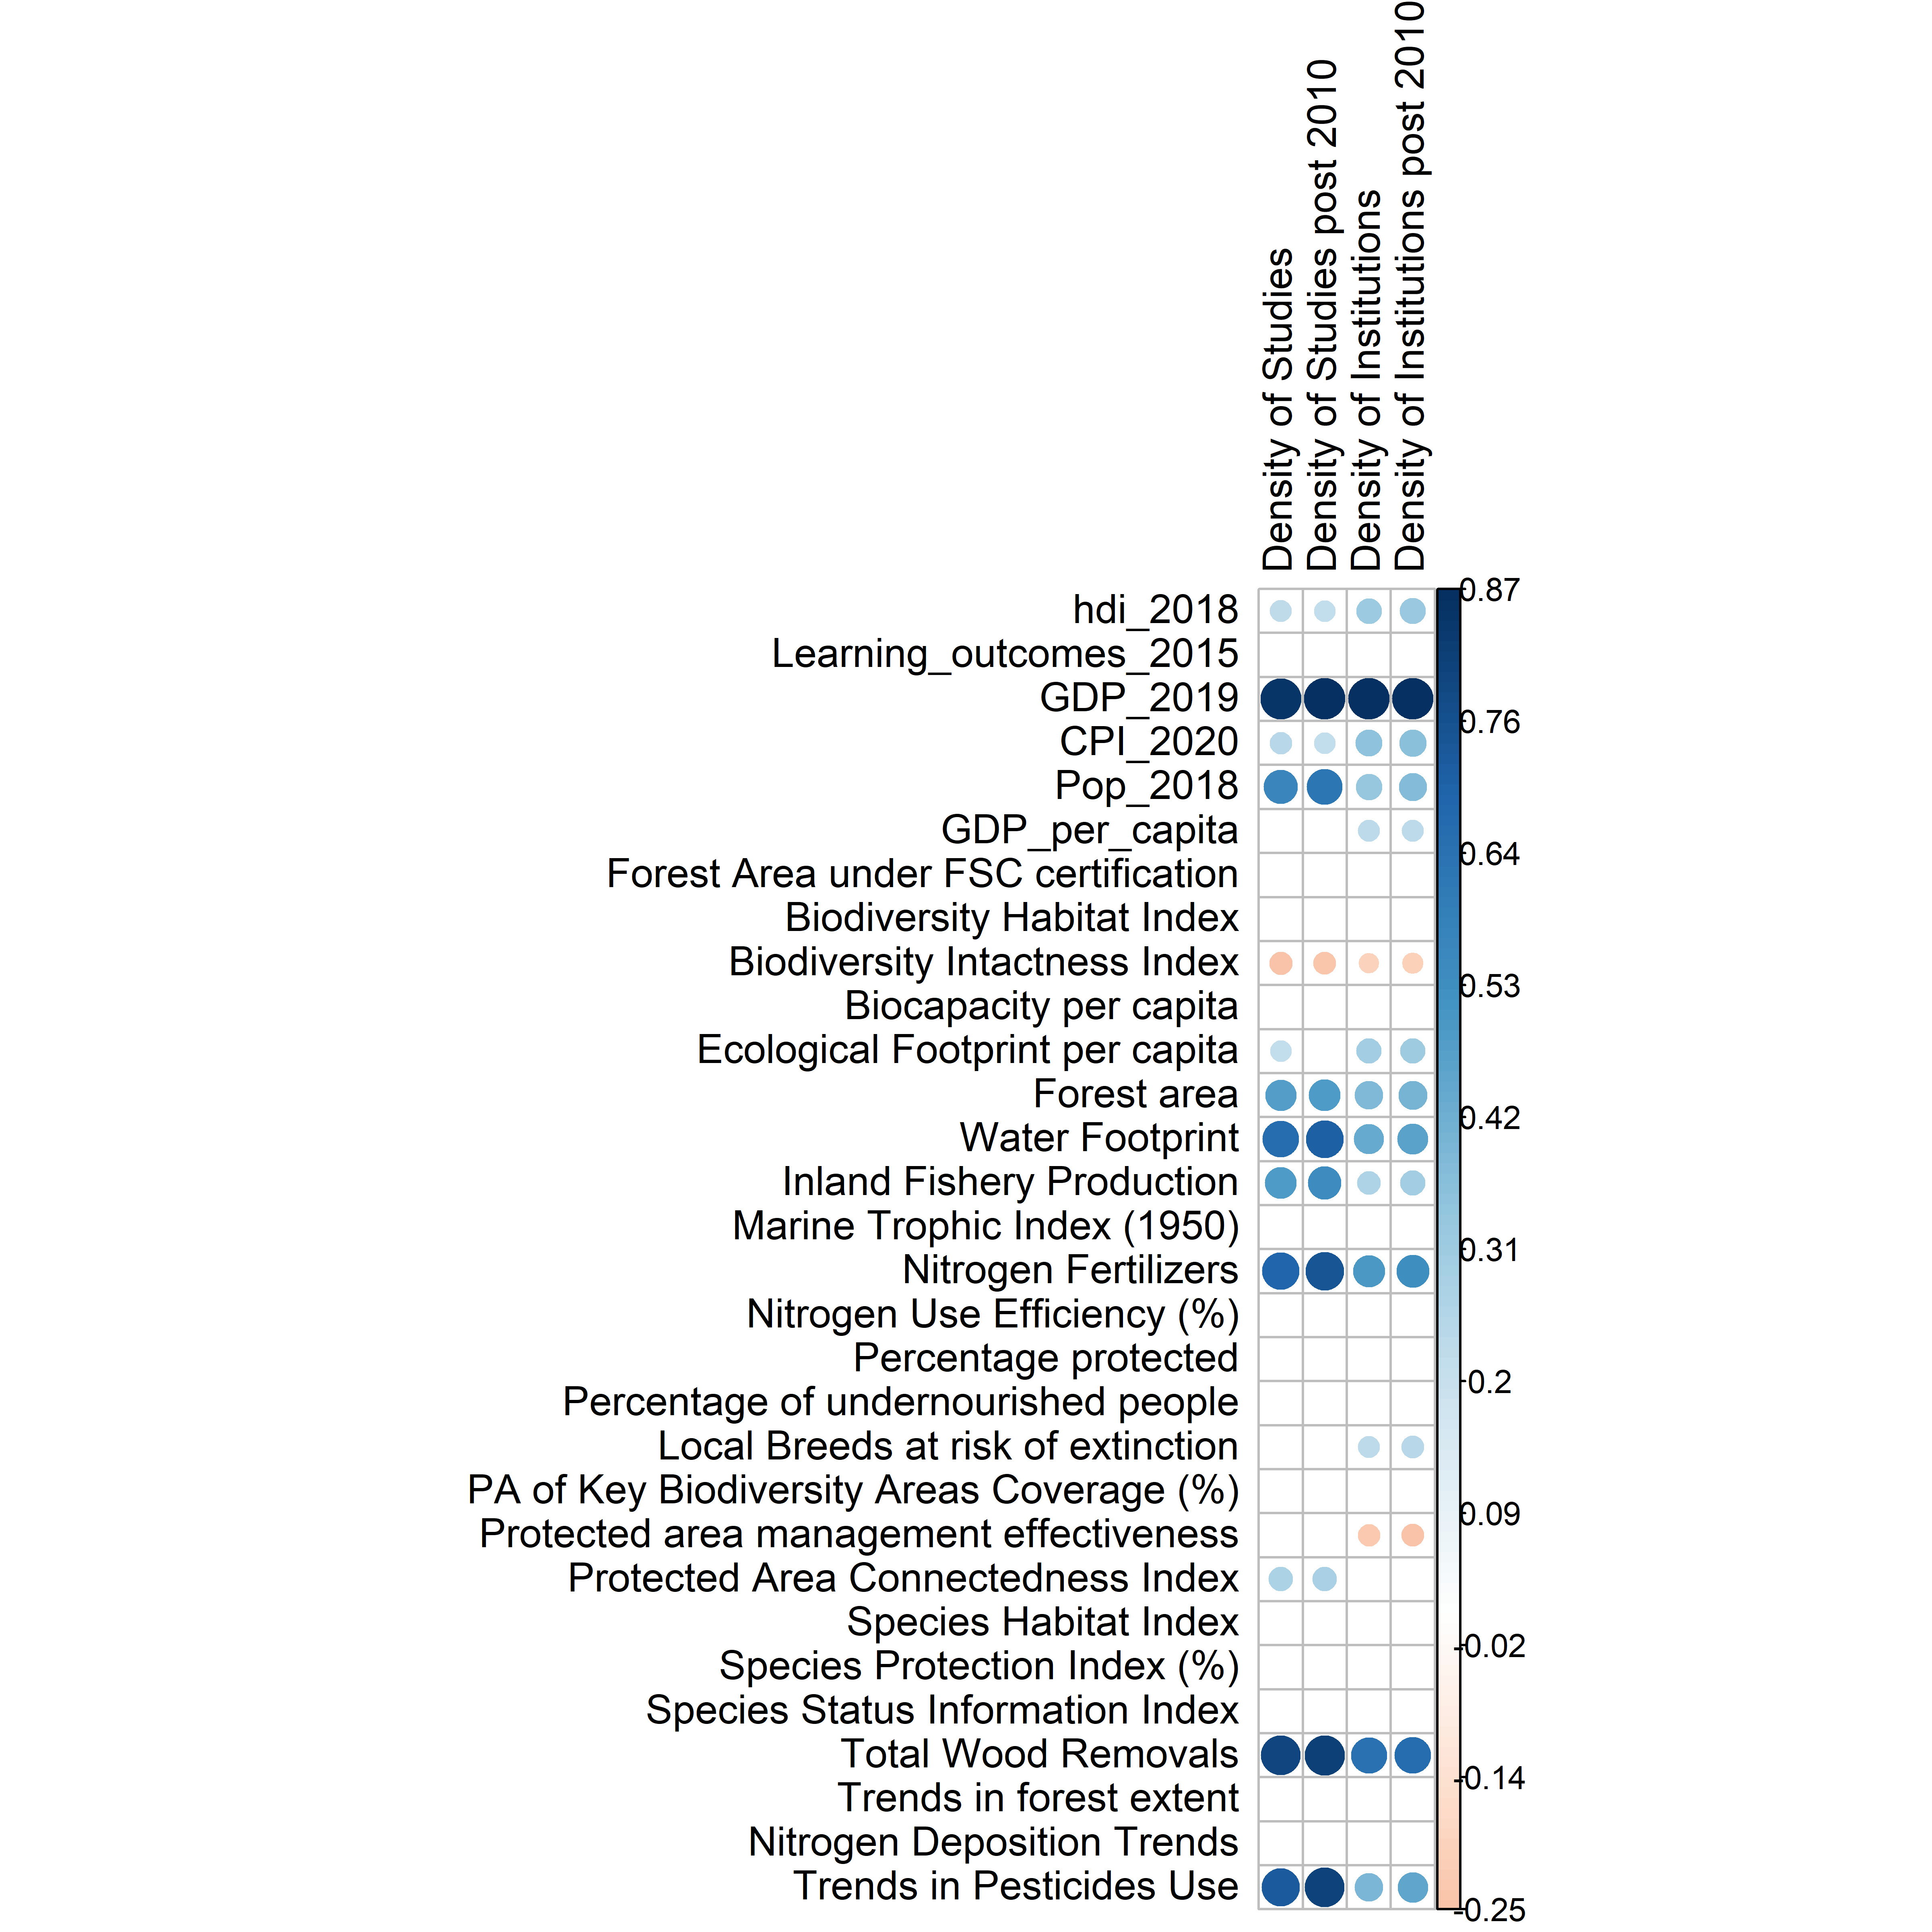 Density of Studies
Density of Studies post 2010
Density of Institutions
Density of Institutions post 2010
hdi_2018
Learning_outcomes_2015
GDP_2019
CPI_2020
Pop_2018
GDP_per_capita
Forest Area under FSC certification
Biodiversity Habitat Index
Biodiversity Intactness Index
Biocapacity per capita
Ecological Footprint per capita
Forest area
Water Footprint
Inland Fishery Production
Marine Trophic Index (1950)
Nitrogen Fertilizers
Nitrogen Use Efficiency (%)
Percentage protected
Percentage of undernourished people
Local Breeds at risk of extinction
PA of Key Biodiversity Areas Coverage (%)
Protected area management effectiveness
Protected Area Connectedness Index
Species Habitat Index
Species Protection Index (%)
Species Status Information Index
Total Wood Removals
Trends in forest extent
Nitrogen Deposition Trends
Trends in Pesticides Use
0.87
0.76
0.64
0.53
0.42
0.31
0.2
0.09
-0.02
-0.14
-0.25